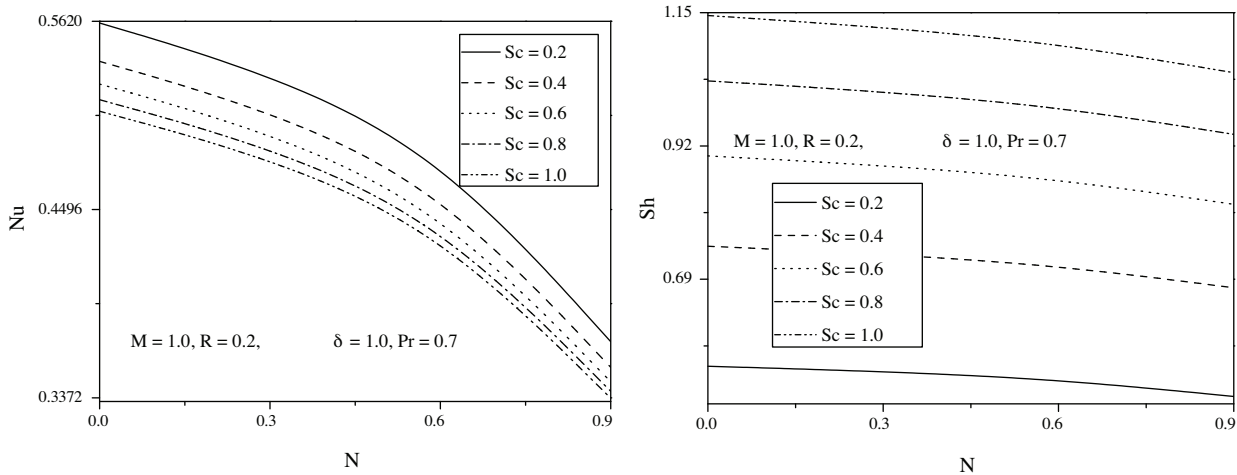 0.5620
Sc = 0.2
Sc = 0.4
Sc = 0.6
Sc = 0.8
Sc = 1.0
Nu
0.4496
M = 1.0, R = 0.2, δ = 1.0, Pr = 0.7
0.3372
0.0 0.3 0.6 0.9
N
1.15
M = 1.0, R = 0.2, δ = 1.0, Pr = 0.7
0.92
Sh
Sc = 0.2
Sc = 0.4
Sc = 0.6
Sc = 0.8
Sc = 1.0
0.69
0.0 0.3 0.6 0.9
N